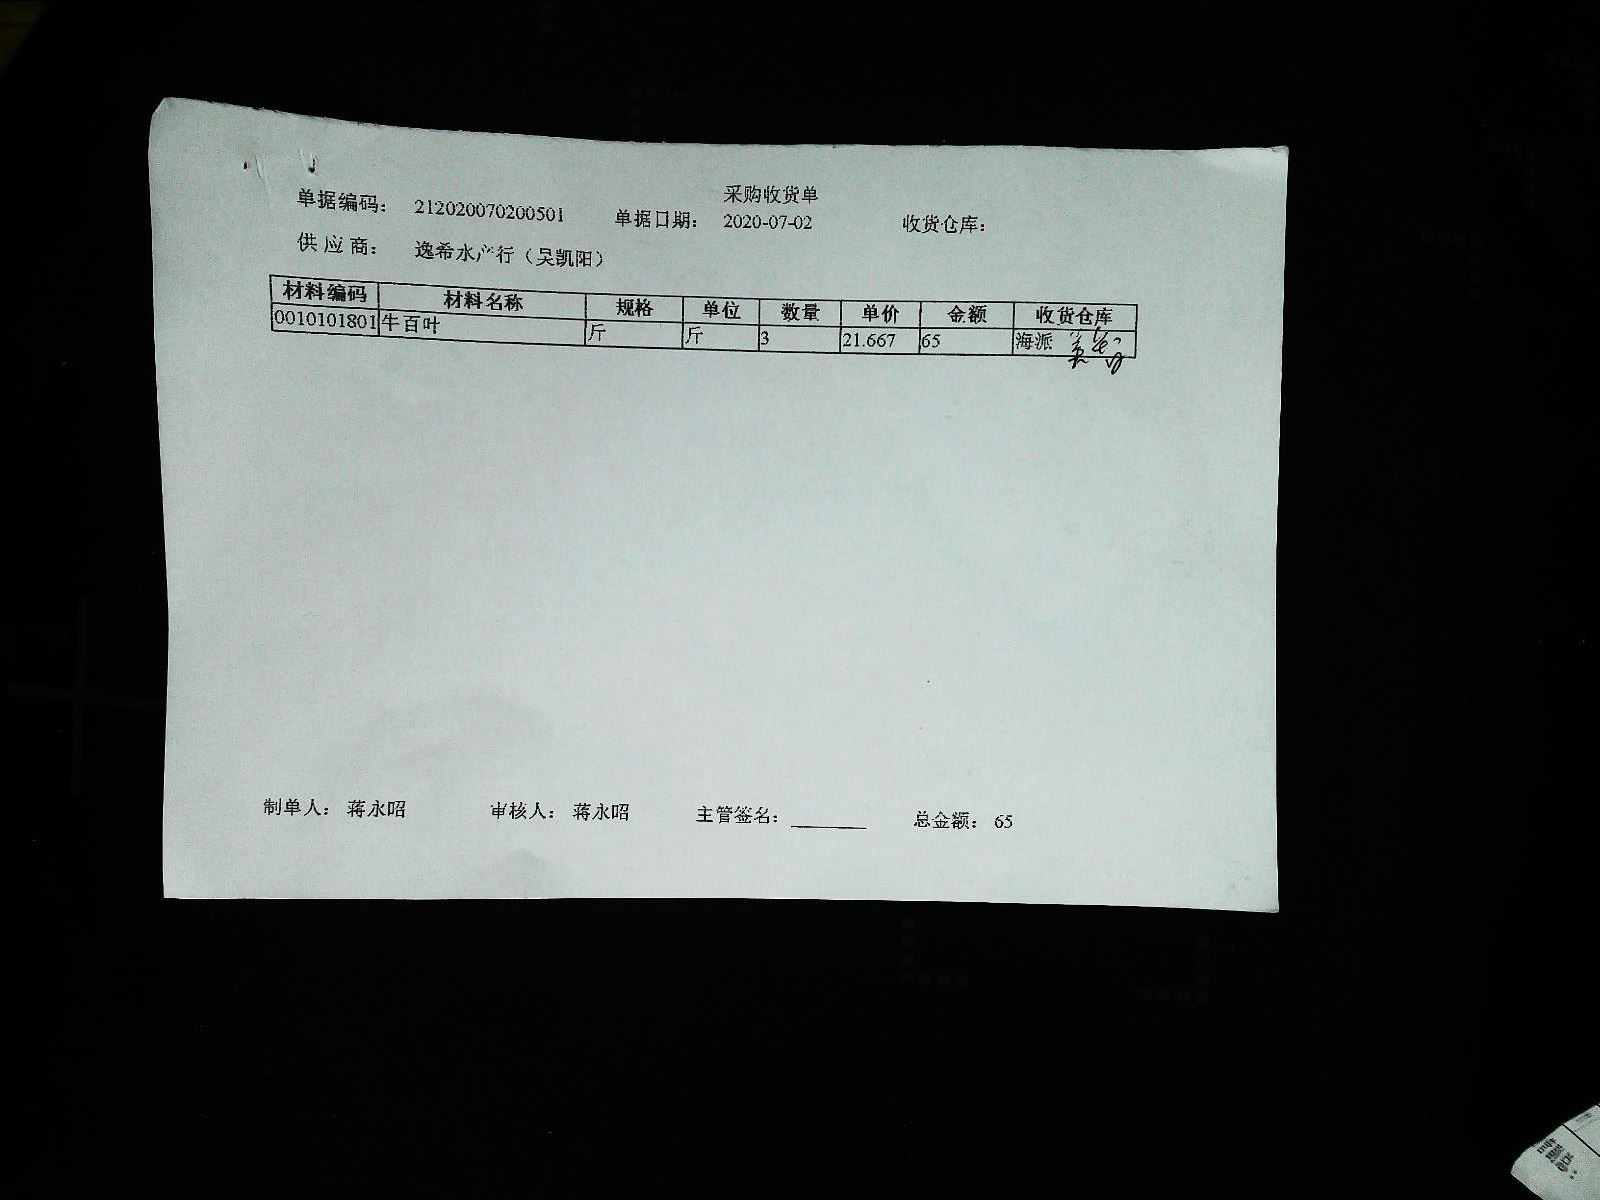 采购收货单
单据编码： 212020070200501 单据日期： 2020-07-02 收货仓库：
供应商： 逸希水产行（吴凯阳）
材料编码 材料名称 规格 单位 数量 单价 金额 收货仓库
0010101801 牛百叶 斤 斤 3 21.667 65 海派
制单人： 蒋永昭 审核人： 蒋永昭 主管签名： 总金额： 65